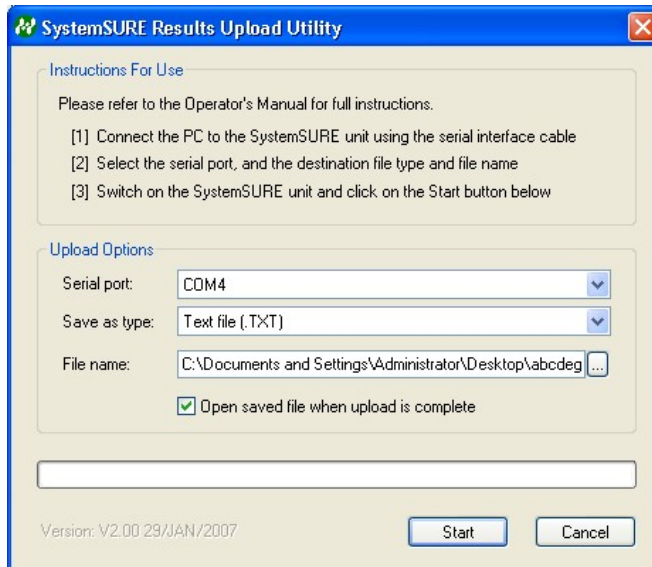 SystemSURE Results Upload Utility
Instructions For Use
Please refer to the Operator's Manual for full instructions.
[1] Connect the PC to the SystemSURE unit using the serial interface cable
[2] Select the serial port, and the destination file type and file name
[3] Switch on the SystemSURE unit and click on the Start button below
Upload Options
Serial port: COM4
Save as type: Text file (.TXT)
File name: C:\Documents and Settings\Administrator\Desktop\abcdeg ...
Open saved file when upload is complete
Version: V2.00 29/JAN/2007 Start Cancel